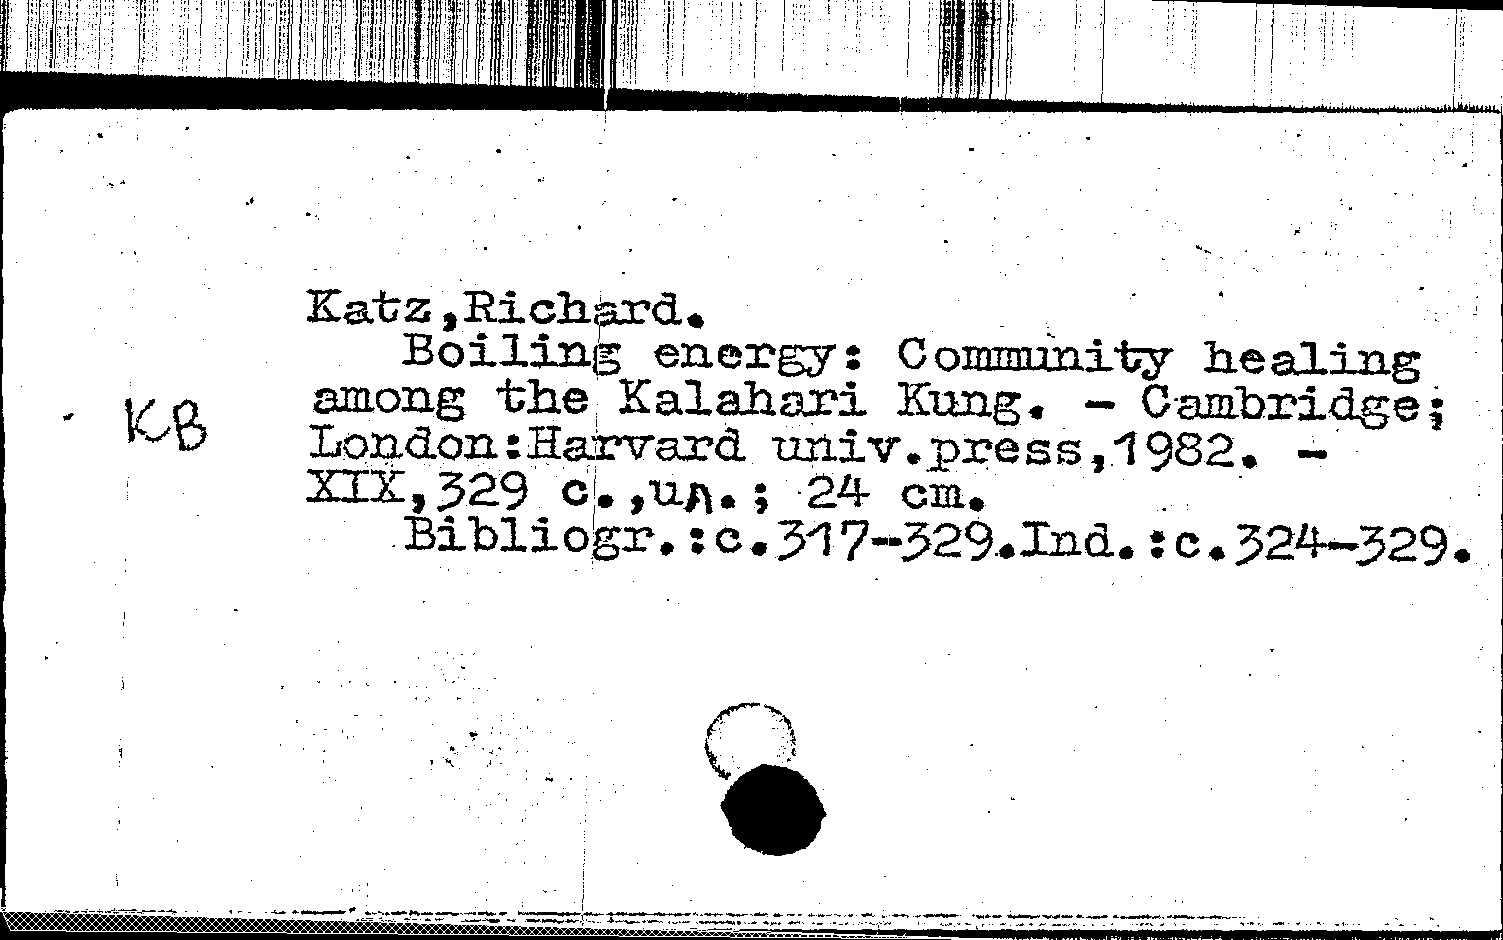 Katz,Richard.
Boiling energy: Community healing
among the Kalahari Kung. - Cambridge;
KB
London:Harvard univ.press,1982. -
XIX,329 c.,ил.; 24 cm.
Bibliogr.:c.317-329.Ind.:c.324-329.